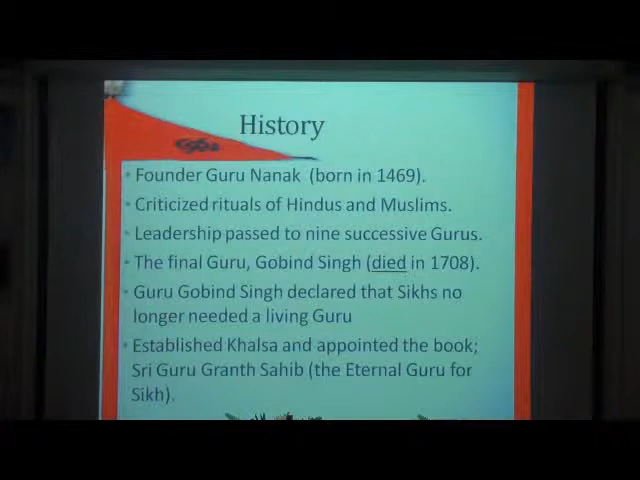 History
• Founder Guru Nanak (born in 1469).
• Criticized rituals of Hindus and Muslims.
• Leadership passed to nine successive Gurus.
• The final Guru, Gobind Singh (died in 1708).
• Guru Gobind Singh declared that Sikhs no
longer needed a living Guru
• Established Khalsa and appointed the book;
Sri Guru Granth Sahib (the Eternal Guru for
Sikh).